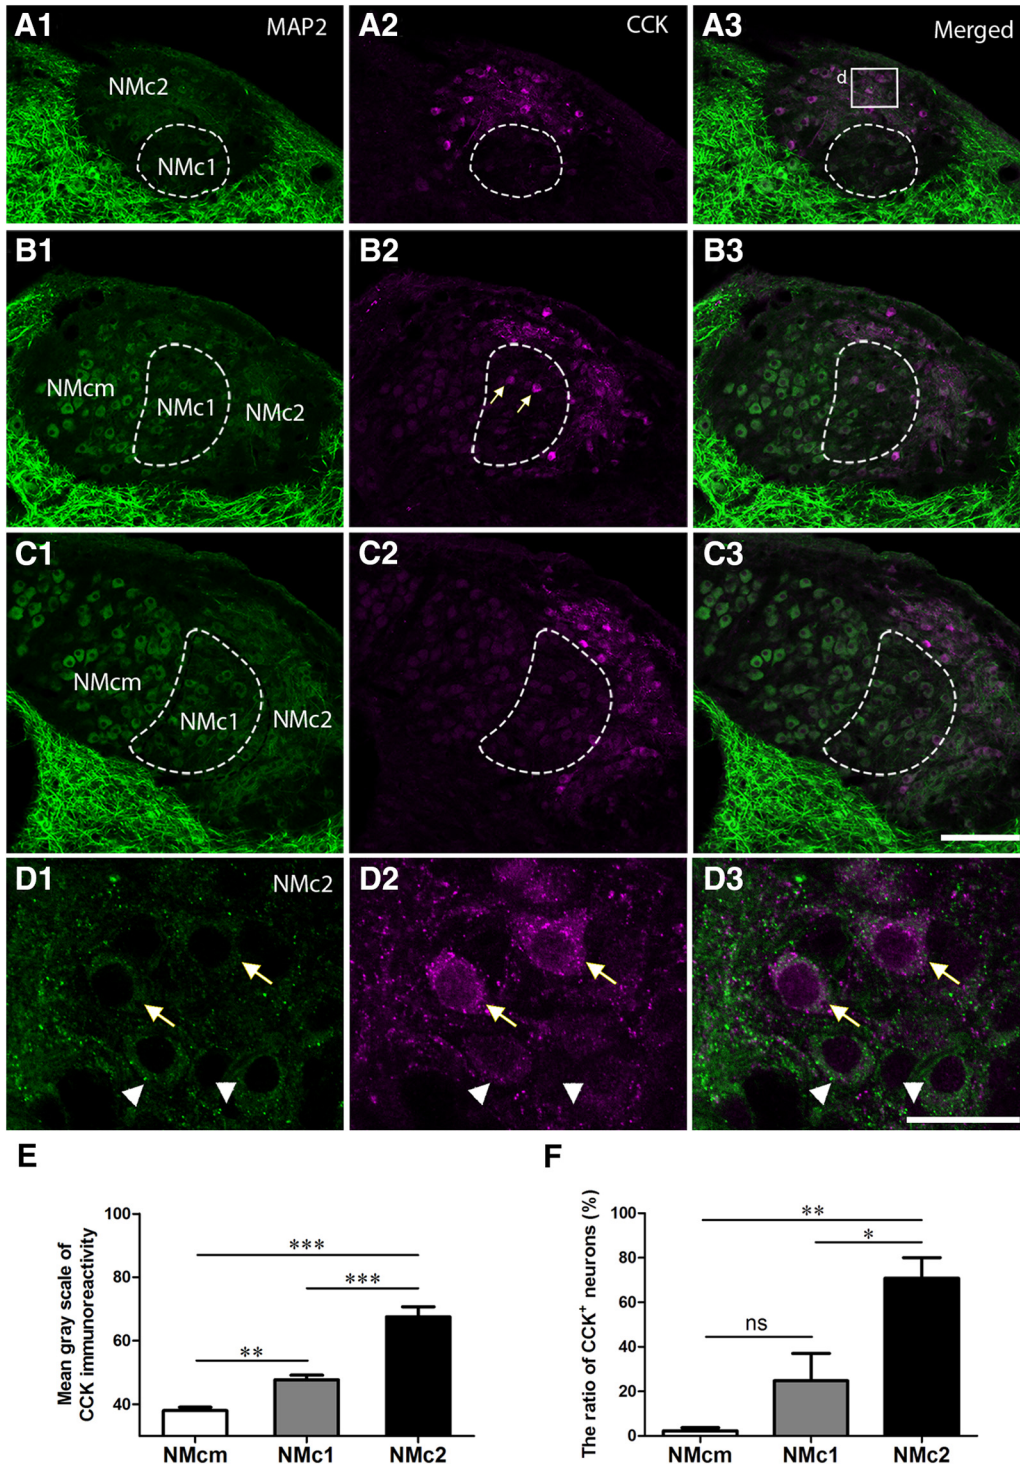 A1 MAP2
NMc2
NMc1
A2 CCK
A3 Merged
d
B1
NMcm
NMc1
NMc2
B2
B3
C1
NMcm
NMc1
NMc2
C2
C3
D1 NMc2
D2
D3
E
Mean gray scale of
CCK immunoreactivity
100
80
60
40
***
***
**
NMcm NMc1 NMc2
F
The ratio of CCK+ neurons (%)
100
80
60
40
20
0
**
*
ns
NMcm NMc1 NMc2